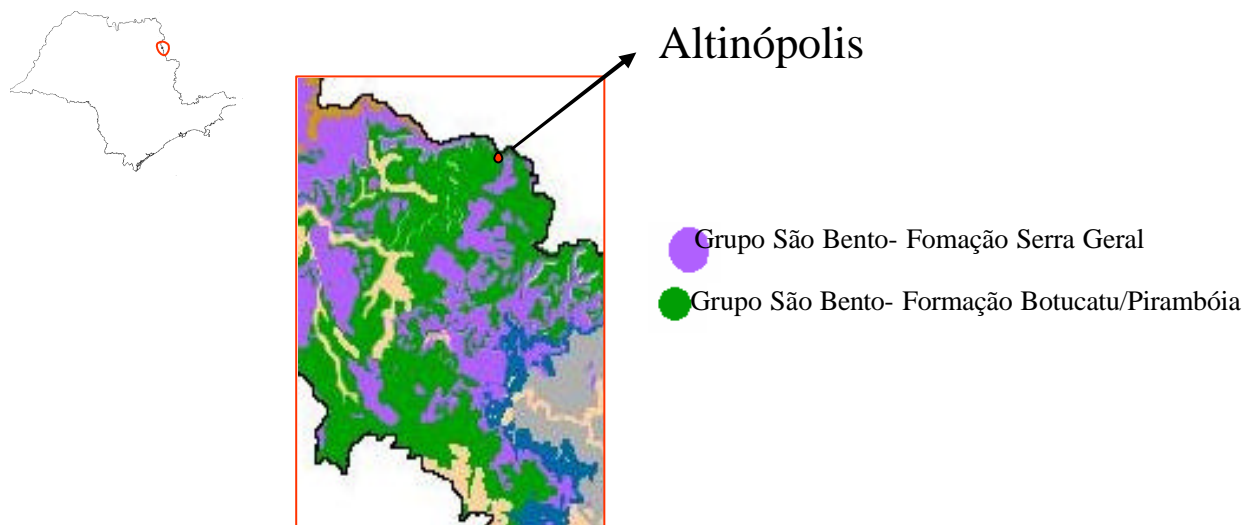 Altinópolis
Grupo São Bento- Fomação Serra Geral
Grupo São Bento- Formação Botucatu/Pirambóia